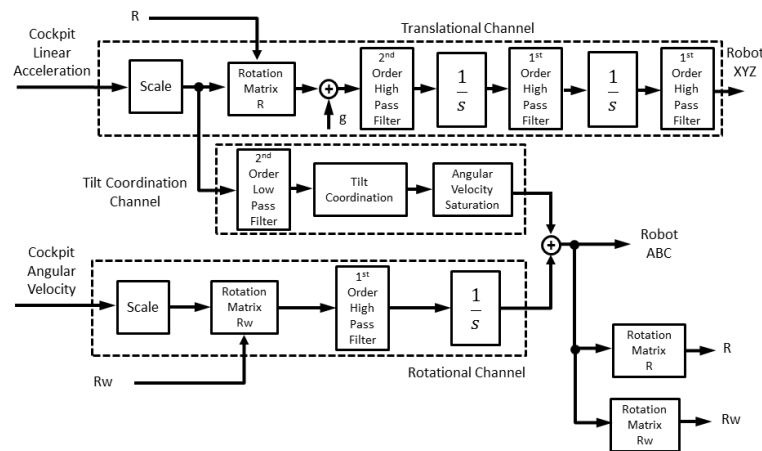 R
Translational Channel
Cockpit
Linear
Acceleration
Scale
Rotation
Matrix
R
+
g
2nd
Order
High
Pass
Filter
1
s
1st
Order
High
Pass
Filter
1
s
1st
Order
High
Pass
Filter
Robot
XYZ
Tilt Coordination
Channel
2nd
Order
Low
Pass
Filter
Tilt
Coordination
Angular
Velocity
Saturation
+
Robot
ABC
Cockpit
Angular
Velocity
Scale
Rotation
Matrix
Rw
1st
Order
High
Pass
Filter
1
s
Rw
Rotational Channel
Rotation
Matrix
R
R
Rotation
Matrix
Rw
Rw